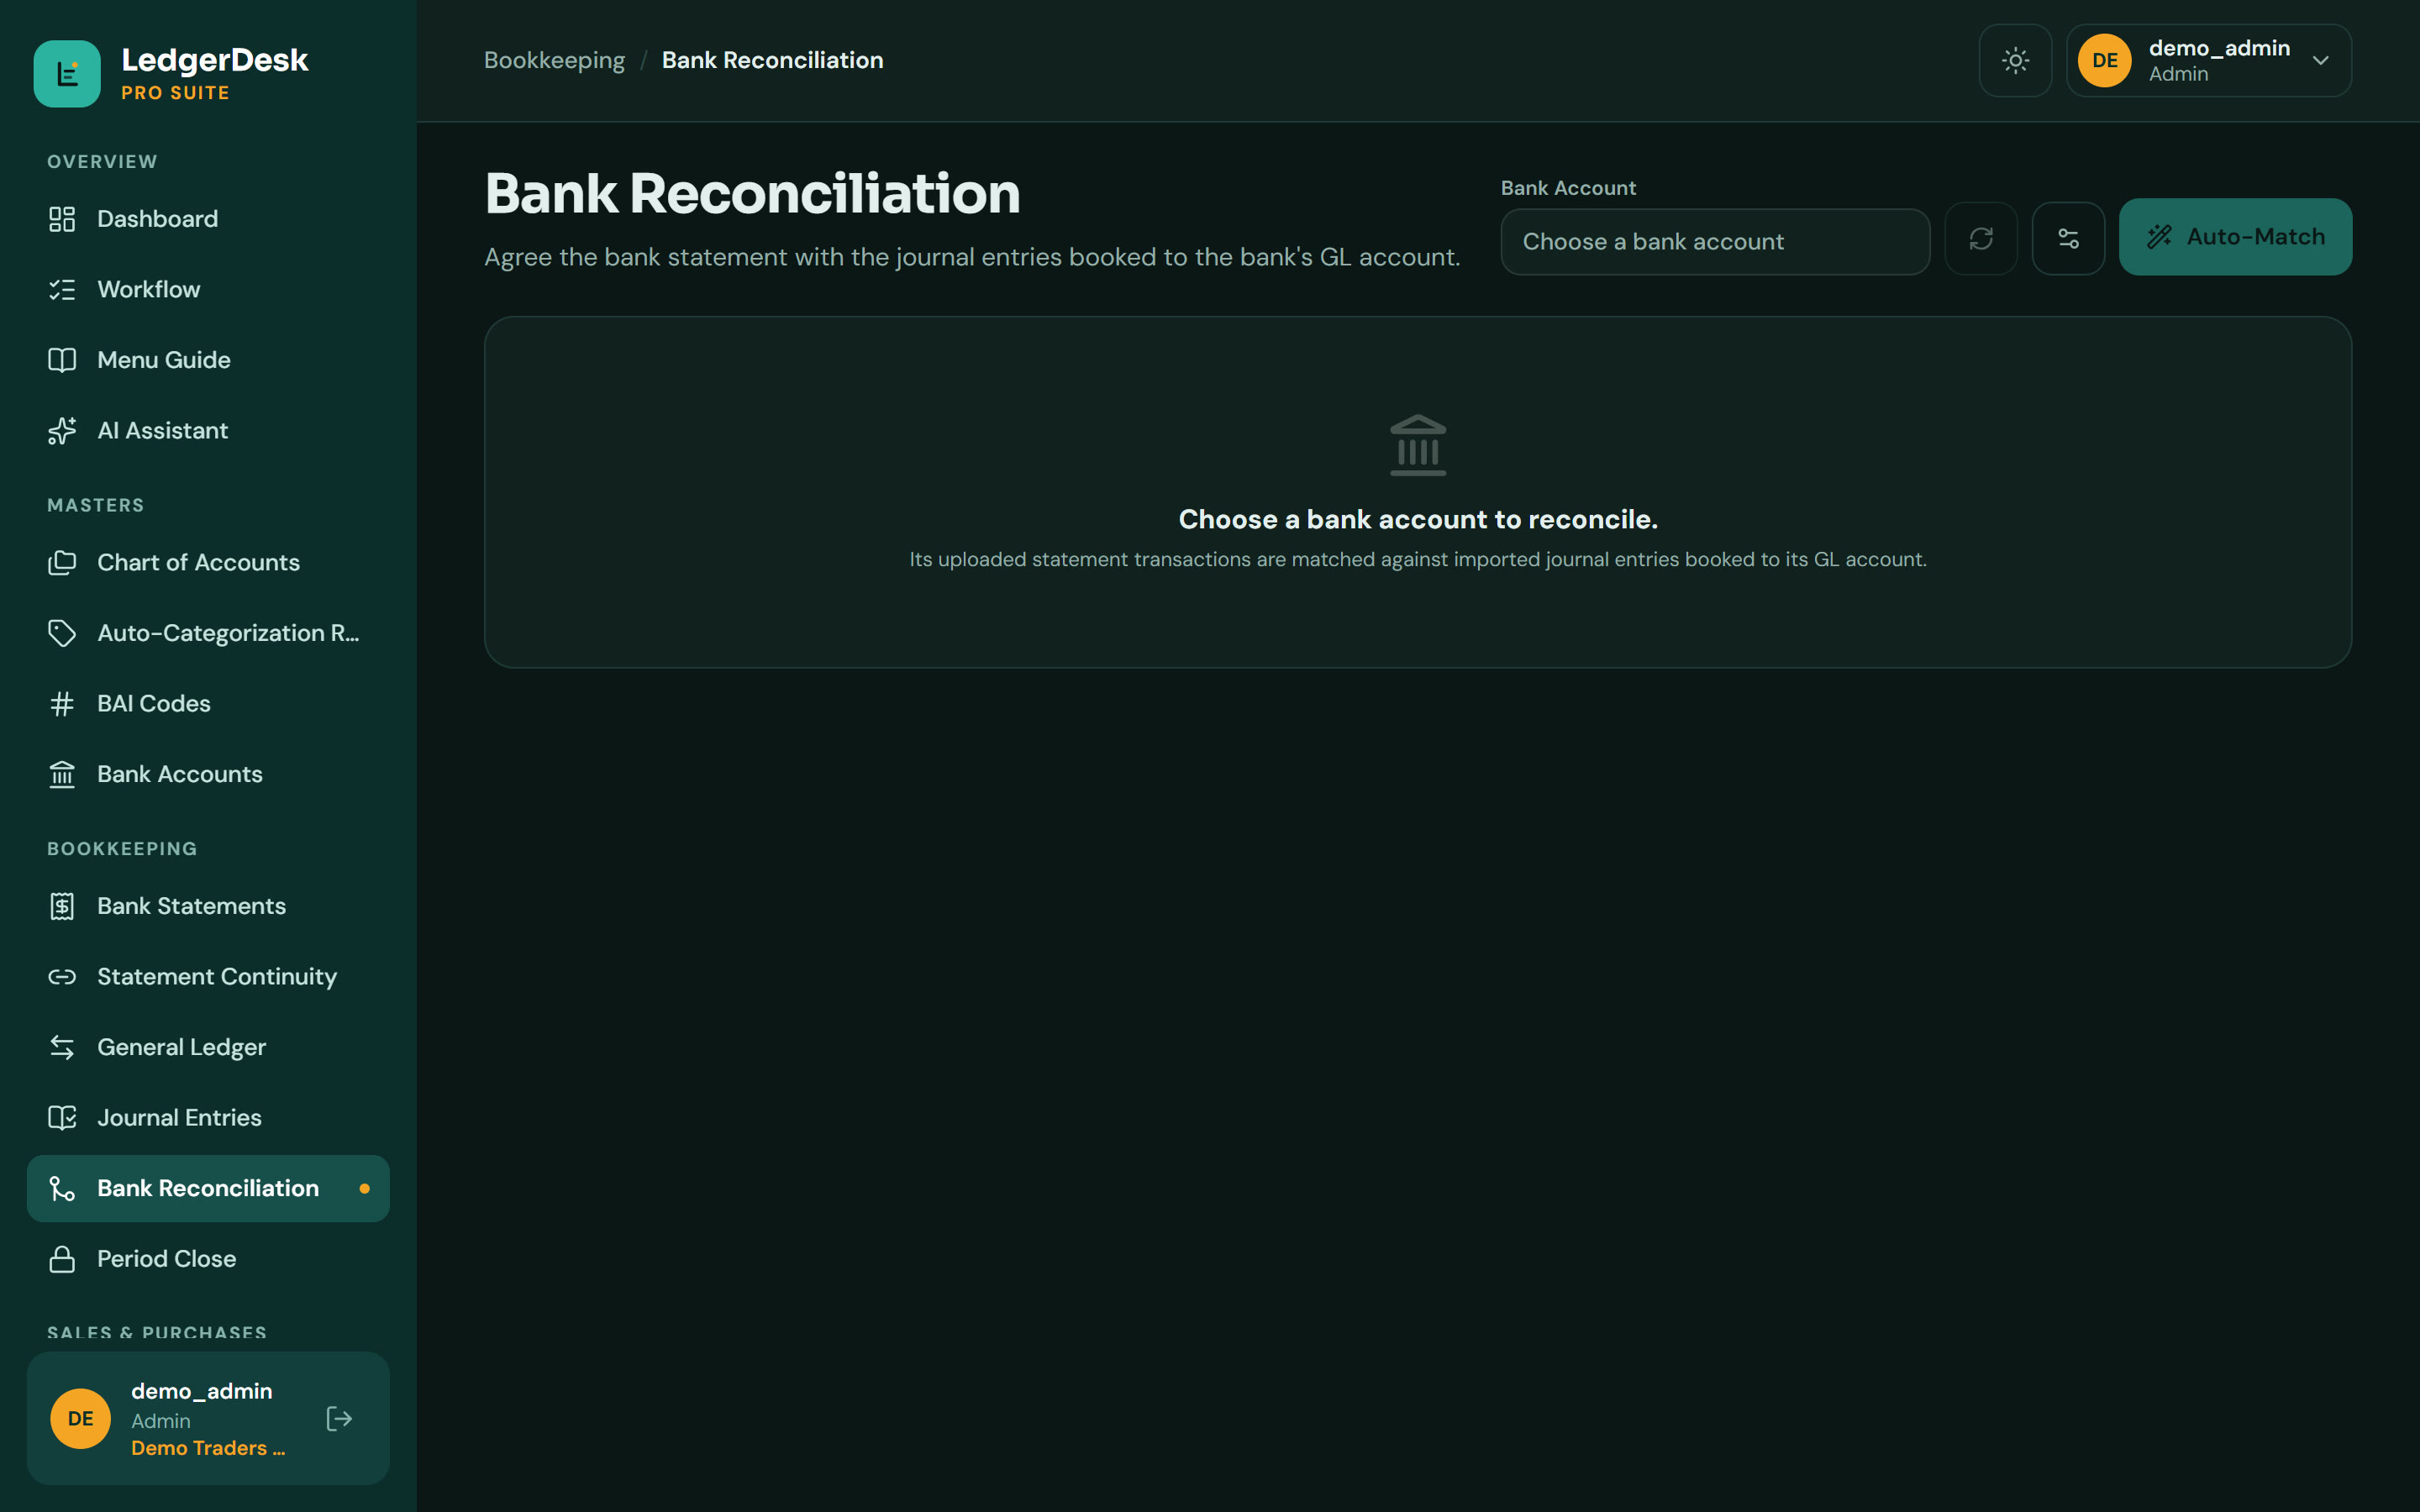 LedgerDesk
PRO SUITE
OVERVIEW
Dashboard
Workflow
Menu Guide
AI Assistant
MASTERS
Chart of Accounts
Auto-Categorization R...
BAI Codes
Bank Accounts
BOOKKEEPING
Bank Statements
Statement Continuity
General Ledger
Journal Entries
Bank Reconciliation
Period Close
SALES & PURCHASES
DE
demo_admin
Admin
Demo Traders ...
Bookkeeping / Bank Reconciliation
DE
demo_admin
Admin
Bank Reconciliation
Agree the bank statement with the journal entries booked to the bank's GL account.
Bank Account
Choose a bank account
Auto-Match
Choose a bank account to reconcile.
Its uploaded statement transactions are matched against imported journal entries booked to its GL account.